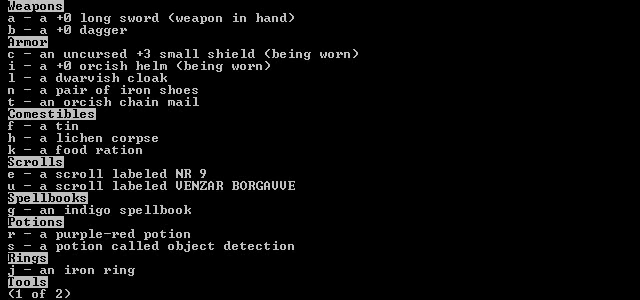 Weapons
a - a +0 long sword (weapon in hand)
b - a +0 dagger
Armor
c - an uncursed +3 small shield (being worn)
i - a +0 orcish helm (being worn)
l - a dwarvish cloak
n - a pair of iron shoes
t - an orcish chain mail
Comestibles
f - a tin
h - a lichen corpse
k - a food ration
Scrolls
e - a scroll labeled NR 9
u - a scroll labeled VENZAR BORGAVVE
Spellbooks
g - an indigo spellbook
Potions
r - a purple-red potion
s - a potion called object detection
Rings
j - an iron ring
Tools
(1 of 2)